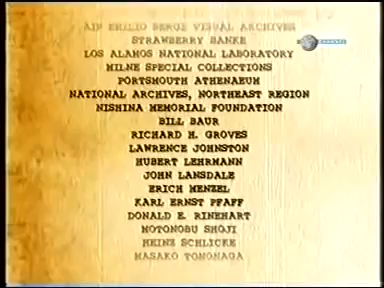 AIP EMILIO SEGRE VISUAL ARCHIVES
STRAWBERRY BANKE
LOS ALAMOS NATIONAL LABORATORY
MILNE SPECIAL COLLECTIONS
PORTSMOUTH ATHENAEUM
NATIONAL ARCHIVES, NORTHEAST REGION
NISHINA MEMORIAL FOUNDATION
BILL BAUR
RICHARD H. GROVES
LAWRENCE JOHNSTON
HUBERT LEHRMANN
JOHN LANSDALE
ERICH MENZEL
KARL ERNST PFAFF
DONALD E. RINEHART
MOTONOBU SHOJI
HEINZ SCHLICKE
MASAKO TOMONAGA
CHANNEL